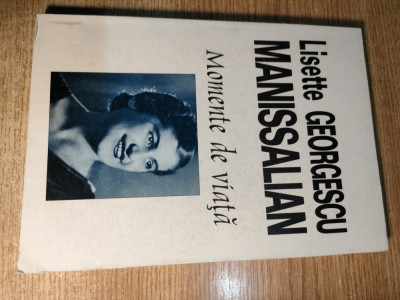 Lisette GEORGESCU
MANISSALIAN
Momente de viață